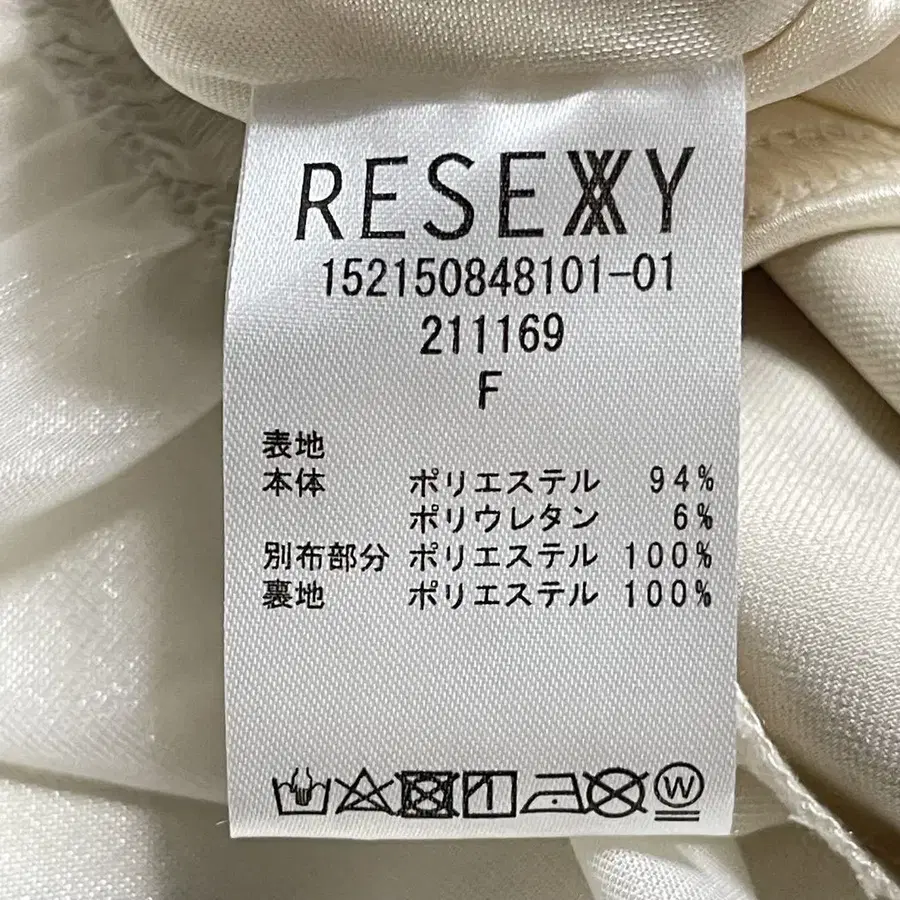 RESEXXY
152150848101-01
211169
F
表地
本体 ポリエステル 94%
ポリウレタン 6%
別布部分 ポリエステル 100%
裏地 ポリエステル 100%
W